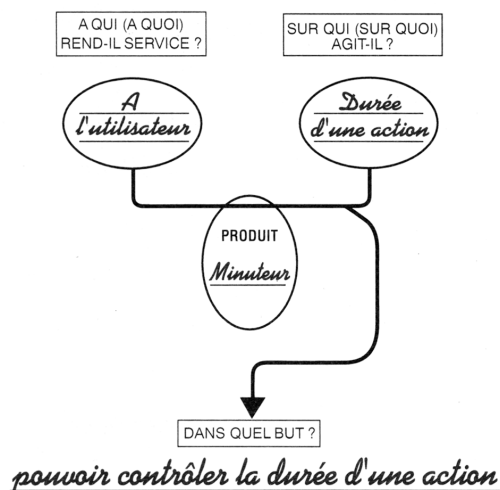 A QUI (A QUOI)
REND-IL SERVICE ?
SUR QUI (SUR QUOI)
AGIT-IL ?
A
l'utilisateur
Durée
d'une action
PRODUIT
Minuteur
DANS QUEL BUT ?
pouvoir contrôler la durée d'une action